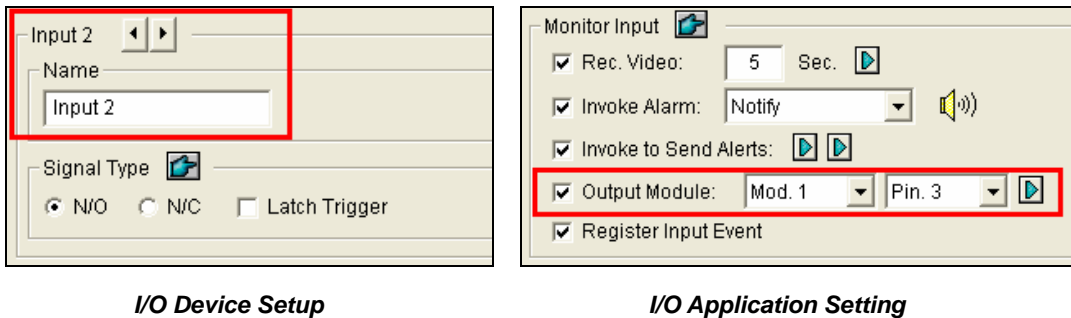 Input 2
Name
Input 2
Signal Type
N/O N/C Latch Trigger
I/O Device Setup
Monitor Input
Rec. Video: 5 Sec.
Invoke Alarm: Notify
Invoke to Send Alerts:
Output Module: Mod. 1 Pin. 3
Register Input Event
I/O Application Setting